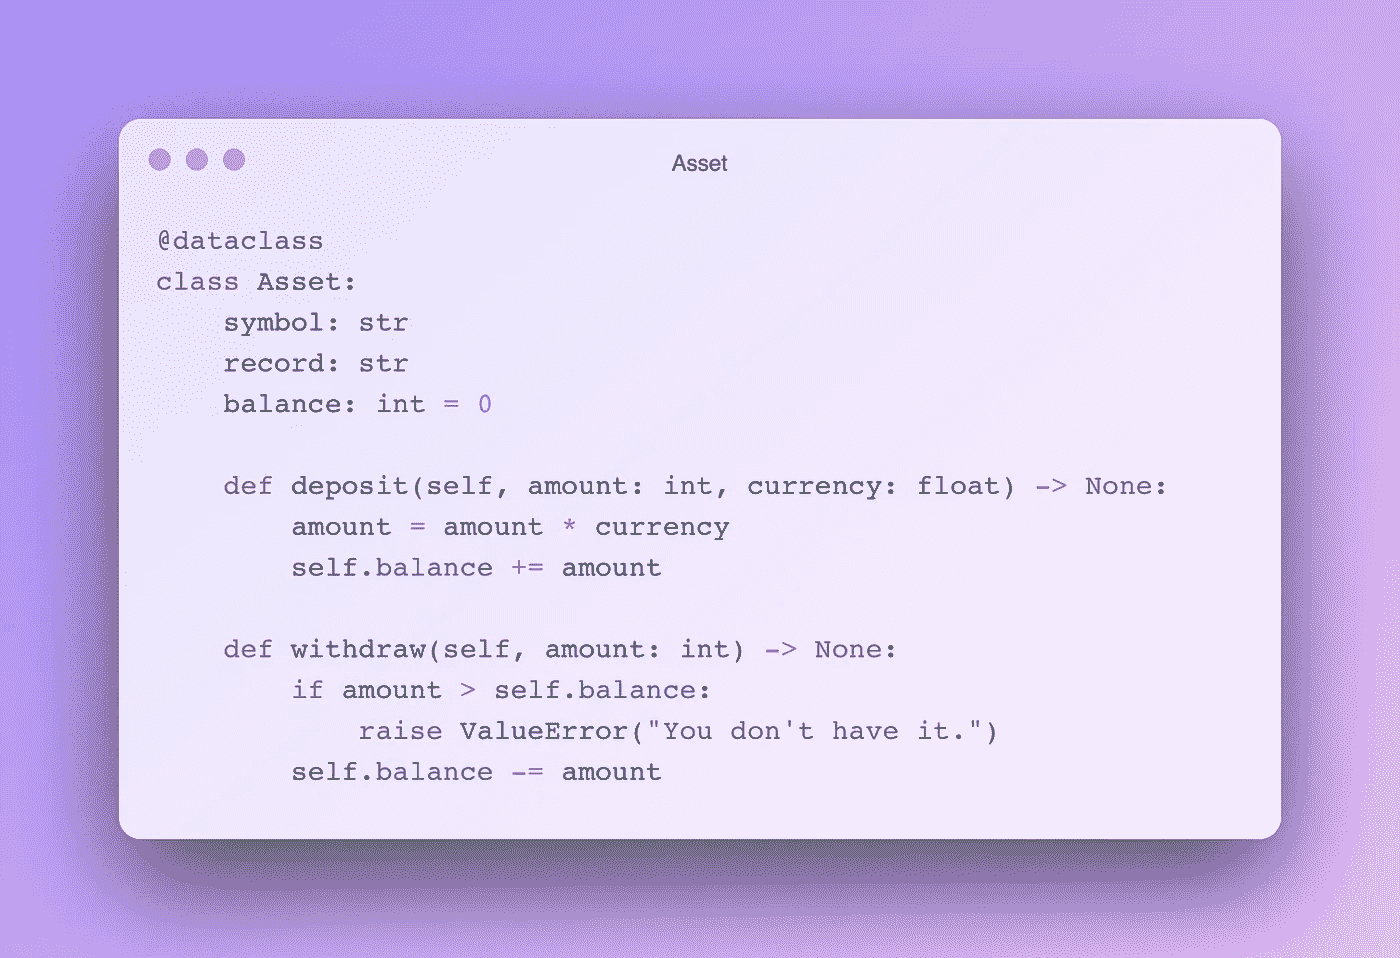 Asset
@dataclass
class Asset:
    symbol: str
    record: str
    balance: int = 0
    def deposit(self, amount: int, currency: float) -> None:
        amount = amount * currency
        self.balance += amount
    def withdraw(self, amount: int) -> None:
        if amount > self.balance:
            raise ValueError("You don't have it.")
        self.balance -= amount